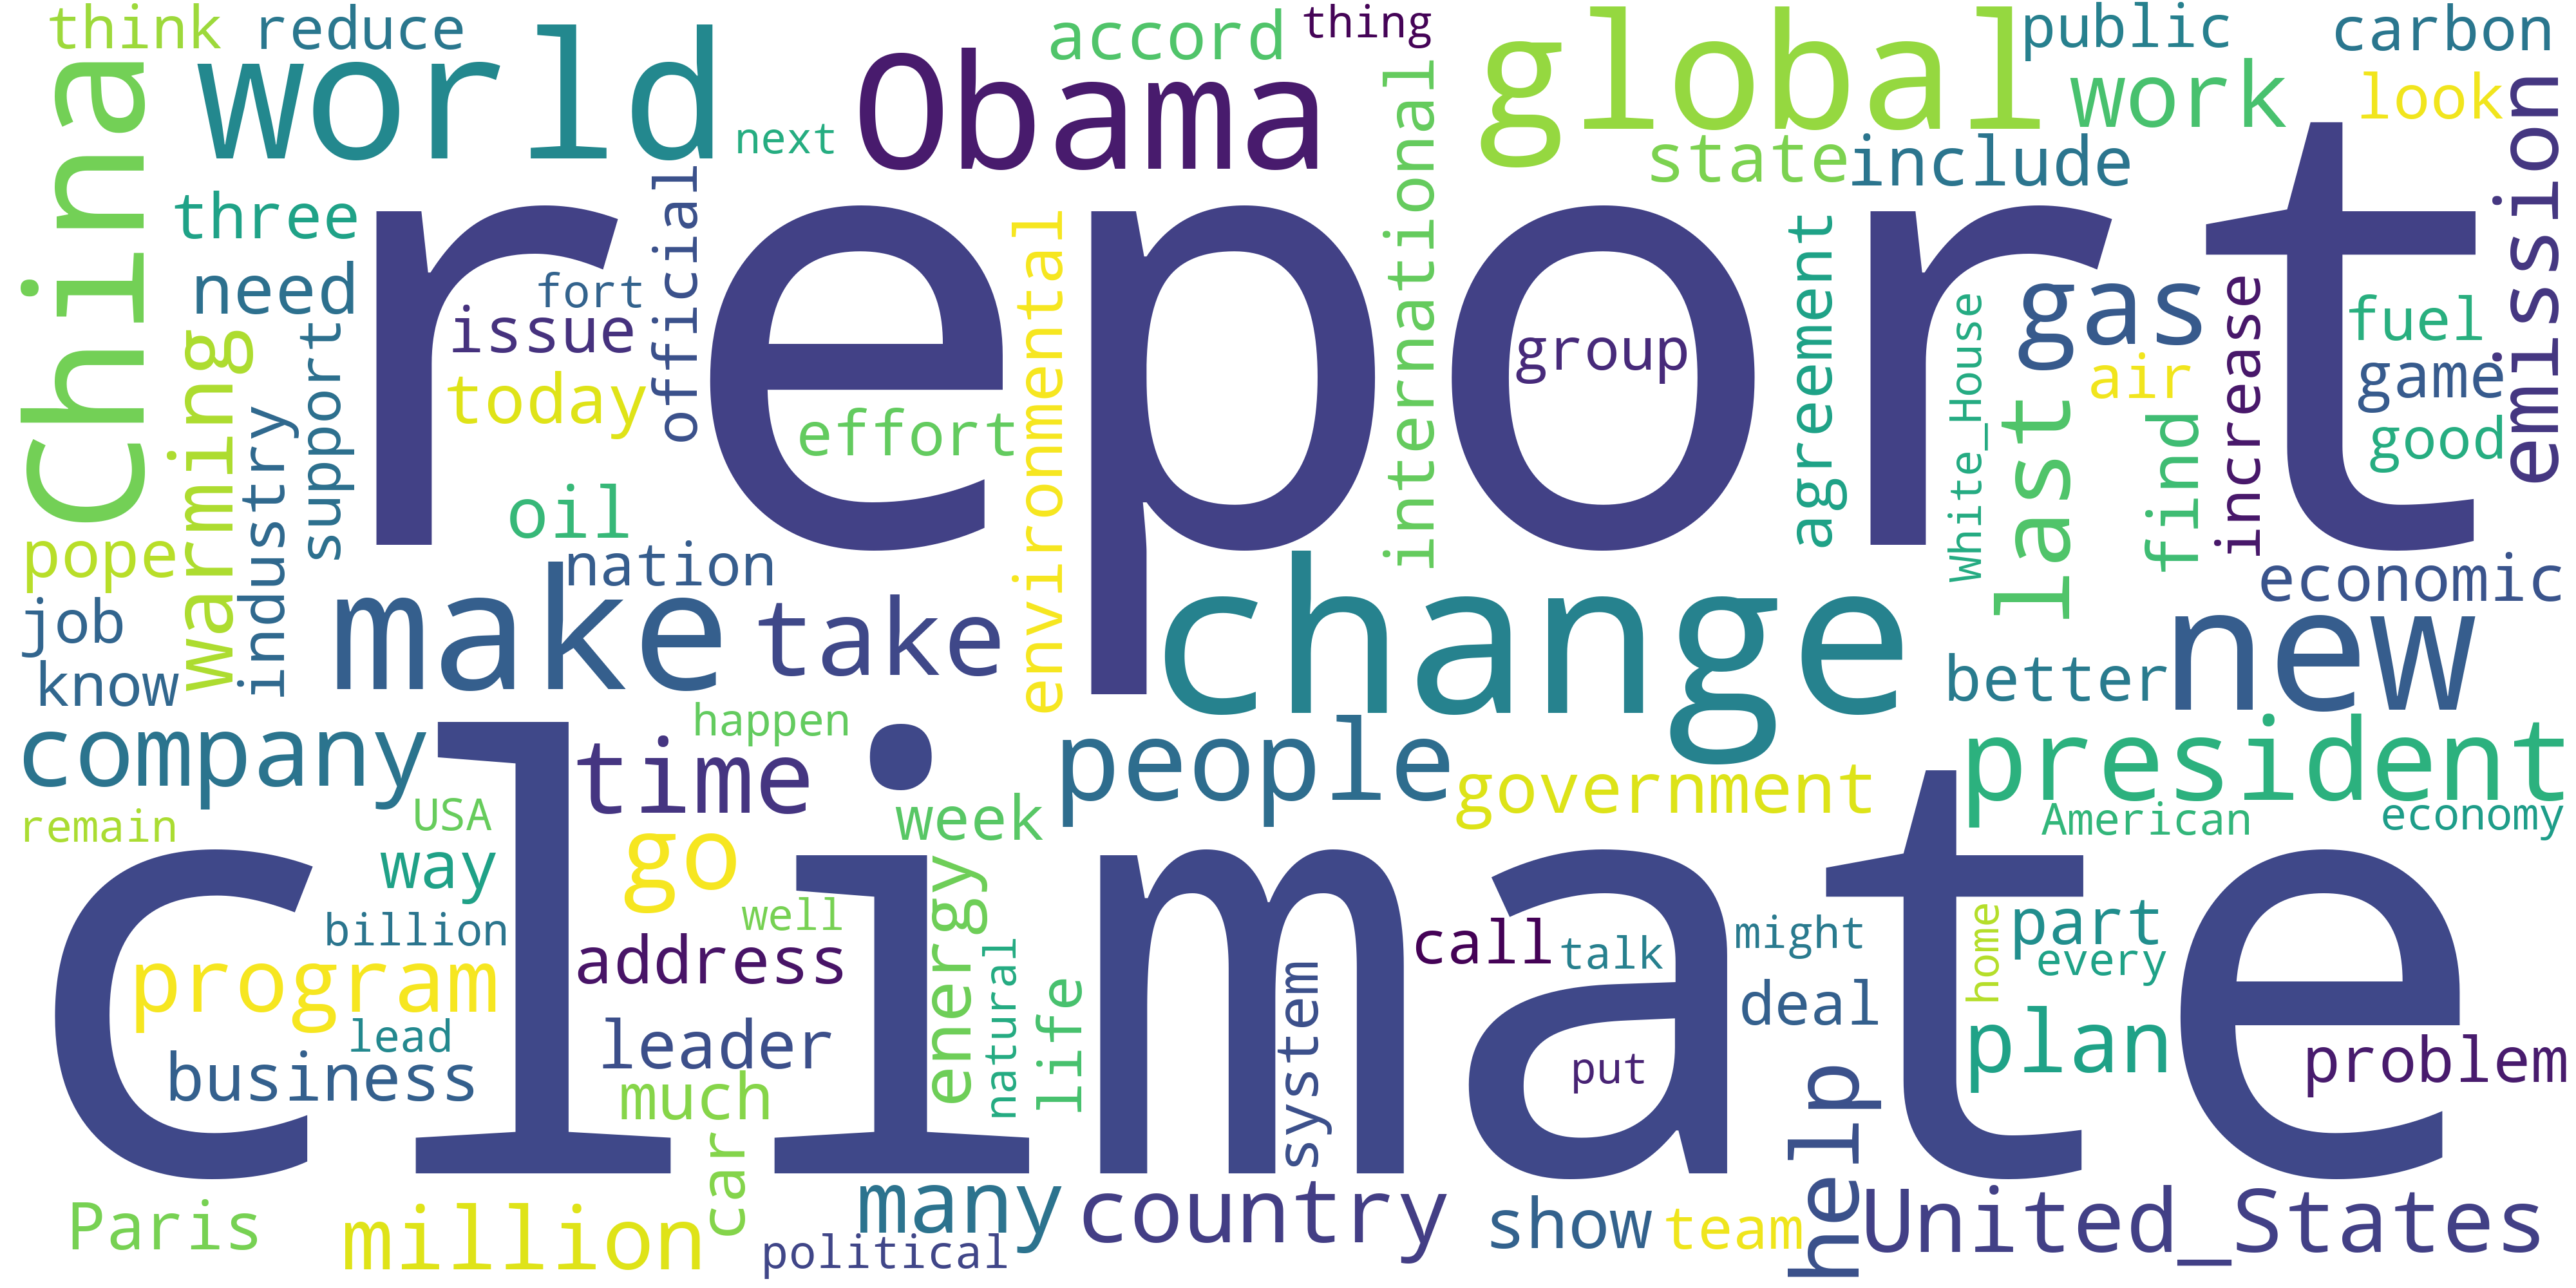 think
reduce
accord
thing
public
carbon
China
world
Obama
global
work
look
next
international
state
include
emission
three
official
report
need
fort
environmental
agreement
White_House
gas
increase
fuel
issue
group
warming
support
today
effort
last
air
game
industry
find
good
oil
pope
nation
economic
make
take
change
new
job
know
better
company
happen
time
people
government
president
remain
USA
week
American
economy
climate
way
go
energy
billion
well
call
talk
might
home
part
every
program
address
natural
life
system
deal
lead
leader
plan
business
much
put
help
problem
car
Paris
million
many
country
show
team
United_States
political